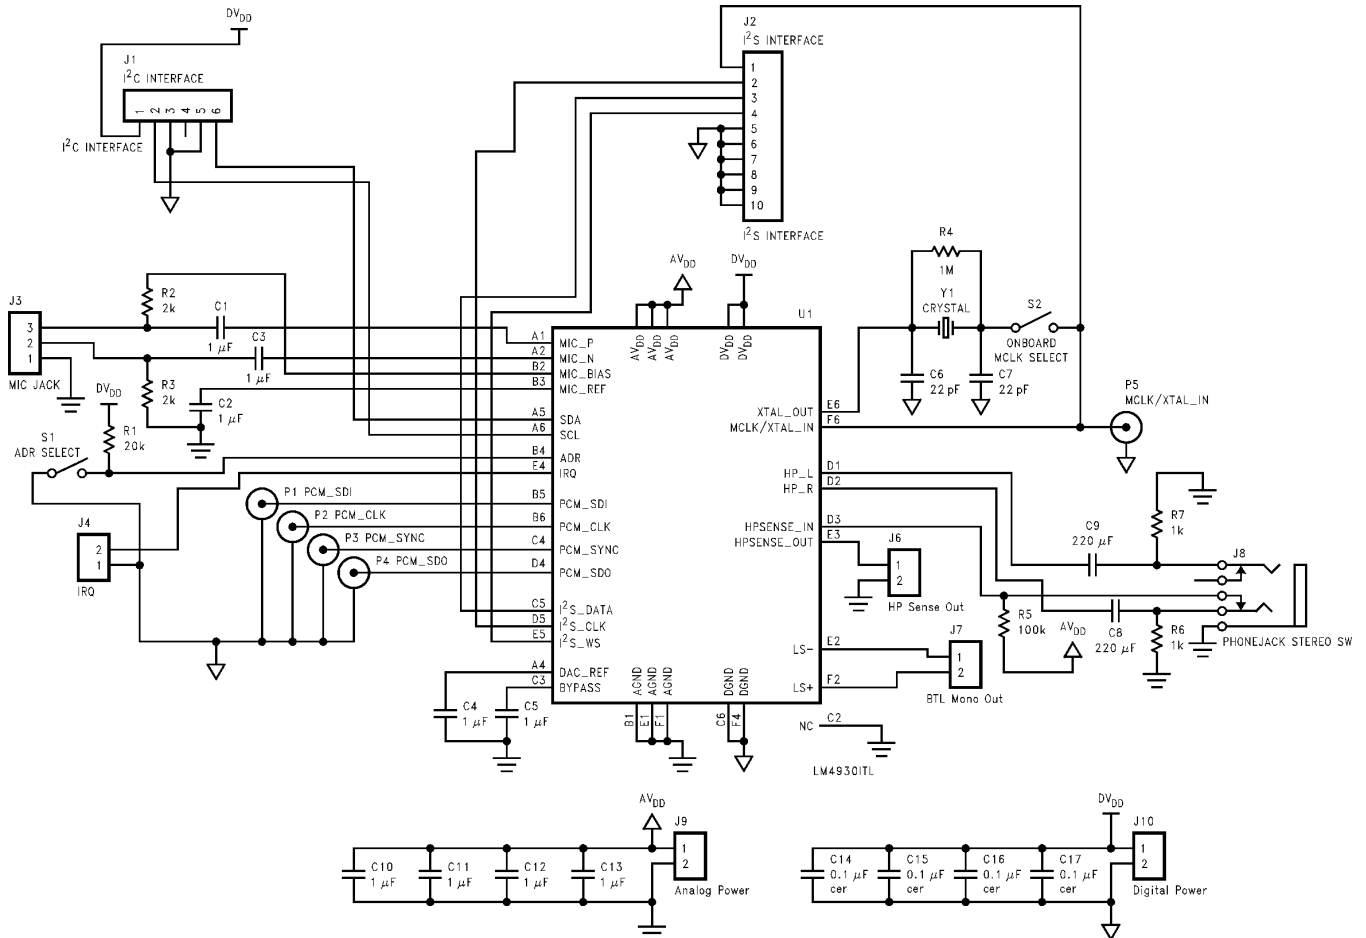 DVDD
J1
I2C INTERFACE
1 2 3 4 5 6
I2C INTERFACE
J2
I2S INTERFACE
1
2
3
4
5
6
7
8
9
10
I2S INTERFACE
AVDD
DVDD
U1
AVDD AVDD AVDD
DVDD DVDD
R4
1M
Y1
CRYSTAL
S2
ONBOARD
MCLK SELECT
C6
22 pF
C7
22 pF
P5
MCLK/XTAL_IN
J3
3
2
1
MIC JACK
R2
2k
C1
1 μF
C3
1 μF
R3
2k
C2
1 μF
DVDD
R1
20k
S1
ADR SELECT
J4
2
1
IRQ
P1 PCM_SDI
P2 PCM_CLK
P3 PCM_SYNC
P4 PCM_SDO
A1 MIC_P
A2 MIC_N
B2 MIC_BIAS
B3 MIC_REF
A5 SDA
A6 SCL
B4 ADR
E4 IRQ
B5 PCM_SDI
B6 PCM_CLK
C4 PCM_SYNC
D4 PCM_SDO
C5 I2S_DATA
D5 I2S_CLK
E5 I2S_WS
A4 DAC_REF
C3 BYPASS
C4
1 μF
C5
1 μF
AGND AGND AGND
B1 E1 F1
DGND DGND
C6 F4
XTAL_OUT E6
MCLK/XTAL_IN F6
HP_L D1
HP_R D2
HPSENSE_IN D3
HPSENSE_OUT E3
LS- E2
LS+ F2
NC C2
LM4930ITL
J6
1
2
HP Sense Out
J7
1
2
BTL Mono Out
R5
100k
AVDD
C9
220 μF
C8
220 μF
R7
1k
R6
1k
J8
PHONEJACK STEREO SW
AVDD
J9
1
2
Analog Power
C10
1 μF
C11
1 μF
C12
1 μF
C13
1 μF
DVDD
J10
1
2
Digital Power
C14
0.1 μF
cer
C15
0.1 μF
cer
C16
0.1 μF
cer
C17
0.1 μF
cer